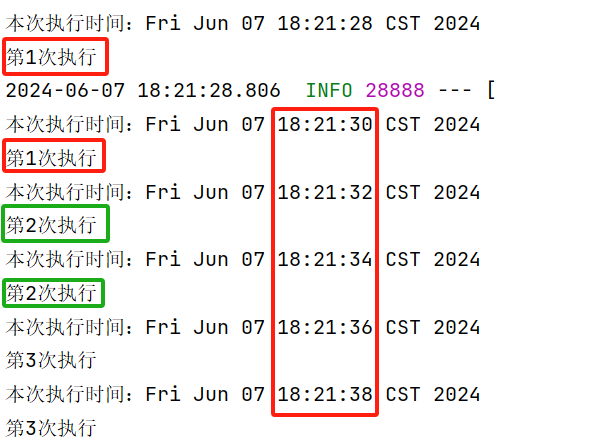 本次执行时间：Fri Jun 07 18:21:28 CST 2024
第1次执行
2024-06-07 18:21:28.806  INFO 28888 --- [
本次执行时间：Fri Jun 07 18:21:30 CST 2024
第1次执行
本次执行时间：Fri Jun 07 18:21:32 CST 2024
第2次执行
本次执行时间：Fri Jun 07 18:21:34 CST 2024
第2次执行
本次执行时间：Fri Jun 07 18:21:36 CST 2024
第3次执行
本次执行时间：Fri Jun 07 18:21:38 CST 2024
第3次执行